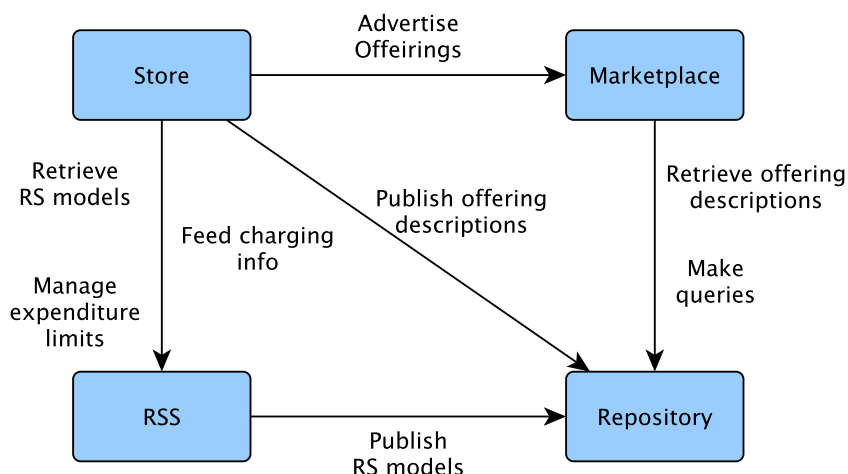 Advertise
Offeirings
Store
Marketplace
Retrieve
RS models
Retrieve offering
descriptions
Publish offering
descriptions
Feed charging
info
Make
queries
Manage
expenditure
limits
RSS
Repository
Publish
RS models